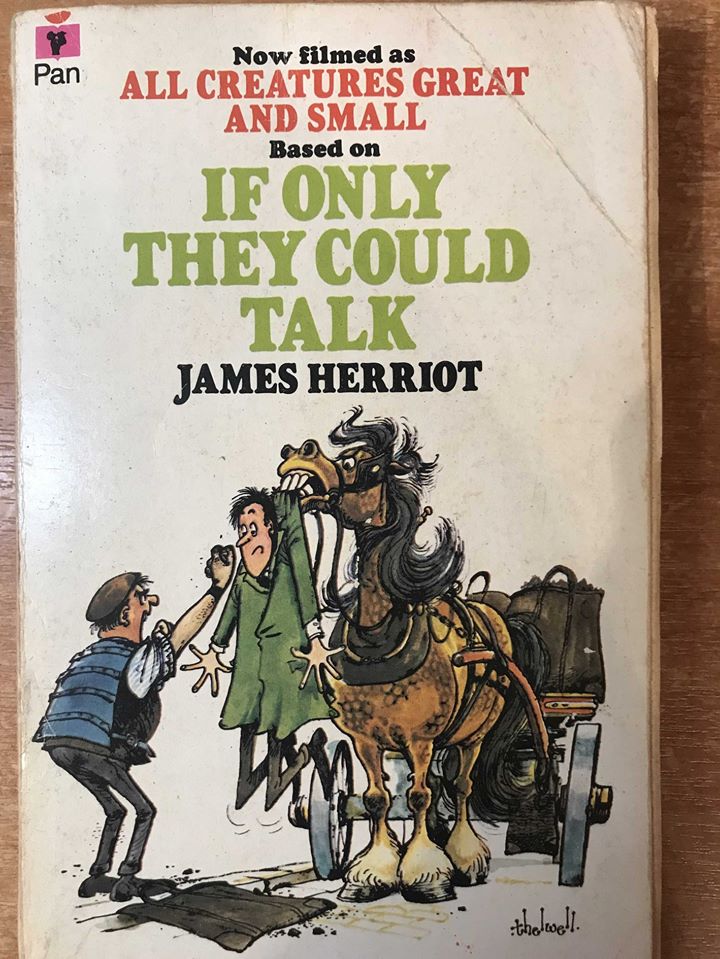 Pan
Now filmed as
ALL CREATURES GREAT
AND SMALL
Based on
IF ONLY
THEY COULD
TALK
JAMES HERRIOT
thelwell.